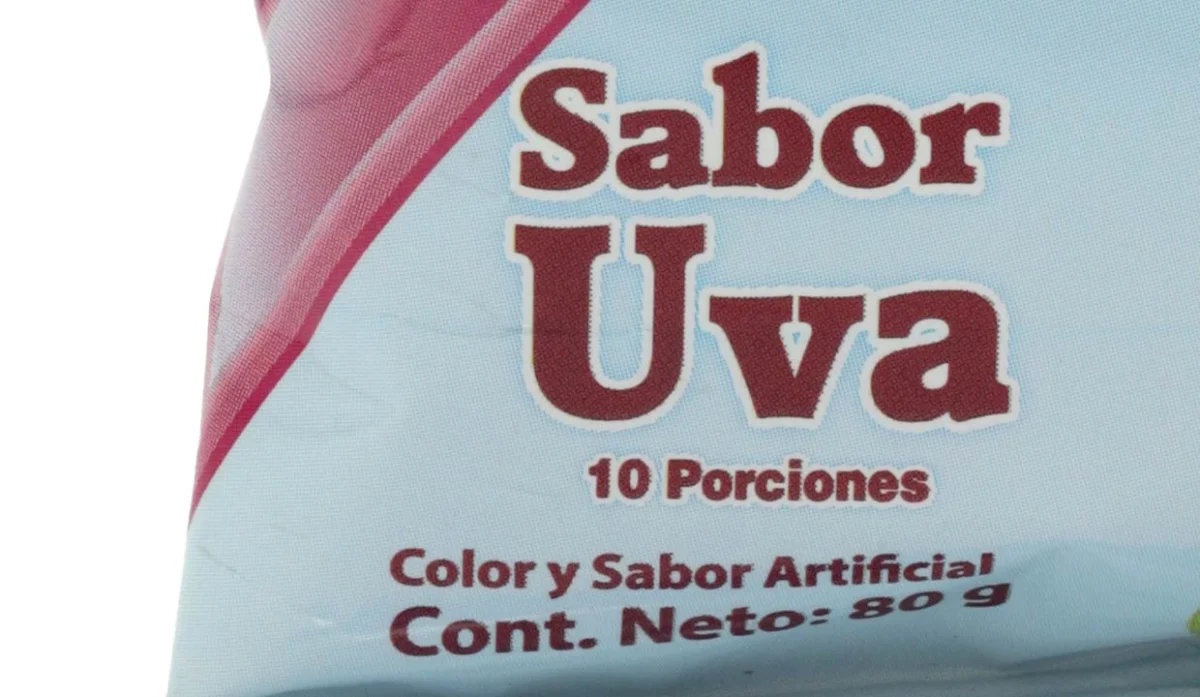 Sabor
Uva
10 Porciones
Color y Sabor Artificial
Cont. Neto: 80 g